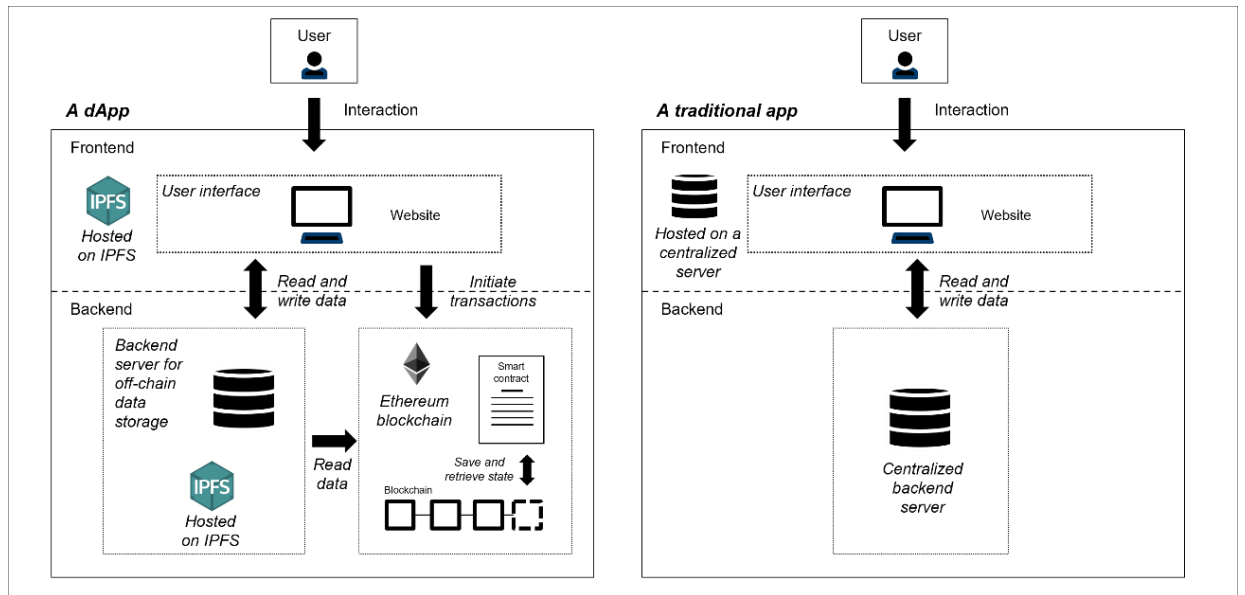 User
A dApp
Interaction
Frontend
IPFS
Hosted
on IPFS
User interface
Website
Read and
write data
Initiate
transactions
Backend
Backend
server for
off-chain
data
storage
IPFS
Hosted
on IPFS
Read
data
Ethereum
blockchain
Smart
contract
Save and
retrieve state
Blockchain
User
A traditional app
Interaction
Frontend
Hosted on a
centralized
server
User interface
Website
Read and
write data
Backend
Centralized
backend
server